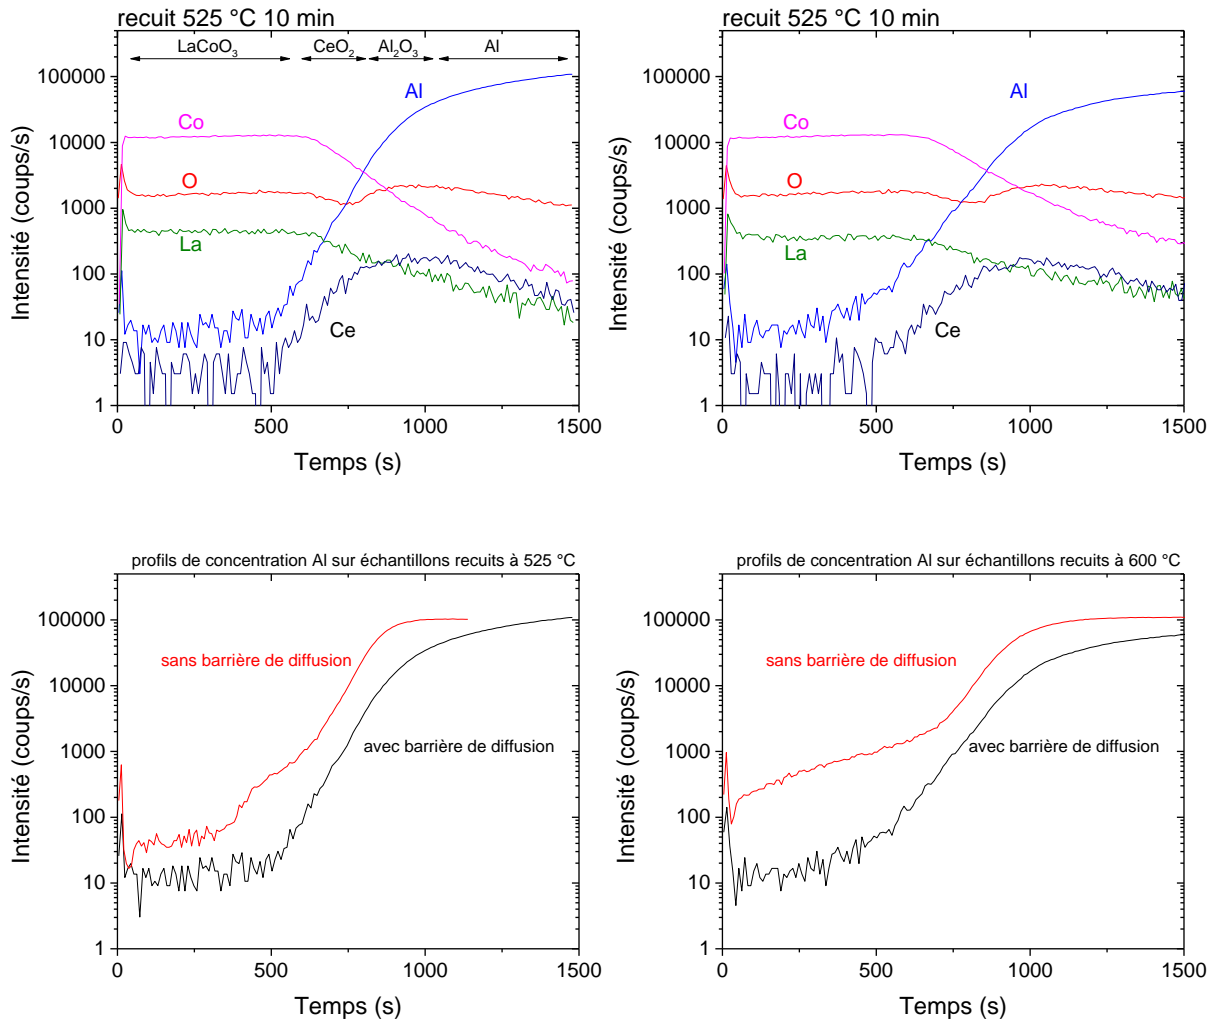 recuit 525 °C 10 min
LaCoO3 CeO2 Al2O3 Al
100000
10000
1000
100
10
1
Intensité (coups/s)
Al
Co
O
La
Ce
0 500 1000 1500
Temps (s)
recuit 525 °C 10 min
100000
10000
1000
100
10
1
Intensité (coups/s)
Al
Co
O
La
Ce
0 500 1000 1500
Temps (s)
profils de concentration Al sur échantillons recuits à 525 °C
100000
10000
1000
100
10
1
Intensité (coups/s)
sans barrière de diffusion
avec barrière de diffusion
0 500 1000 1500
Temps (s)
profils de concentration Al sur échantillons recuits à 600 °C
100000
10000
1000
100
10
1
Intensité (coups/s)
sans barrière de diffusion
avec barrière de diffusion
0 500 1000 1500
Temps (s)